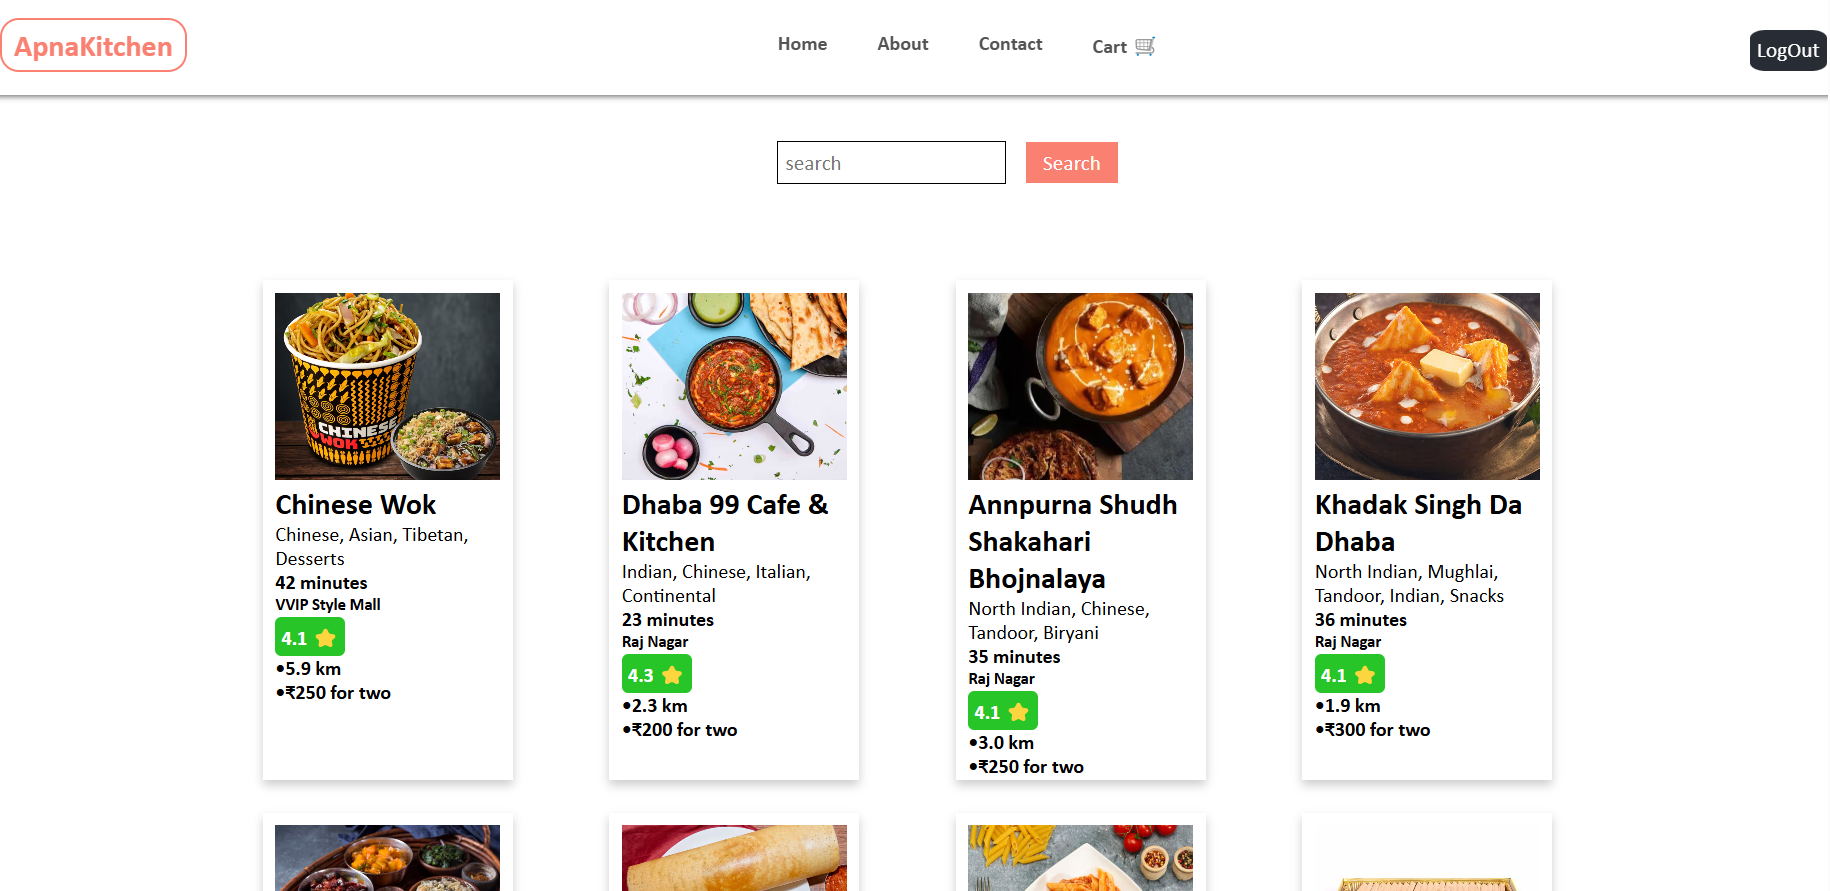 ApnaKitchen
Home
About
Contact
Cart 🛒
LogOut
search
Search
CHINESE
WOK
Chinese Wok
Chinese, Asian, Tibetan,
Desserts
42 minutes
VVIP Style Mall
4.1 ⭐
•5.9 km
•₹250 for two
Dhaba 99 Cafe &
Kitchen
Indian, Chinese, Italian,
Continental
23 minutes
Raj Nagar
4.3 ⭐
•2.3 km
•₹200 for two
Annpurna Shudh
Shakahari
Bhojnalaya
North Indian, Chinese,
Tandoor, Biryani
35 minutes
Raj Nagar
4.1 ⭐
•3.0 km
•₹250 for two
Khadak Singh Da
Dhaba
North Indian, Mughlai,
Tandoor, Indian, Snacks
36 minutes
Raj Nagar
4.1 ⭐
•1.9 km
•₹300 for two